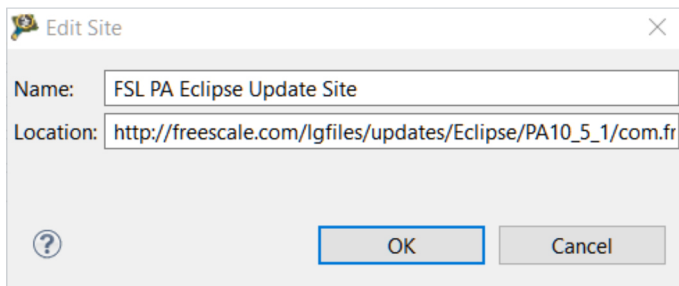 Edit Site
Name: FSL PA Eclipse Update Site
Location: http://freescale.com/lgfiles/updates/Eclipse/PA10_5_1/com.fr
? OK Cancel